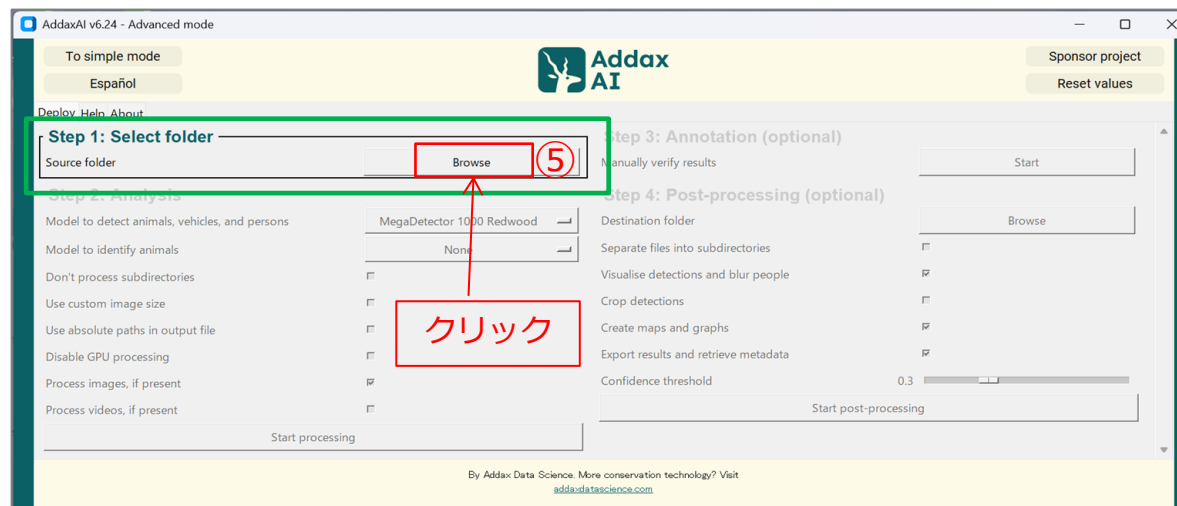 AddaxAI v6.24 - Advanced mode
To simple mode
Español
Addax
AI
Sponsor project
Reset values
Deploy Help About
Step 1: Select folder
Source folder
Browse
⑤
Step 2: Analysis
Model to detect animals, vehicles, and persons
MegaDetector 1000 Redwood
Model to identify animals
None
Don't process subdirectories
Use custom image size
Use absolute paths in output file
Disable GPU processing
Process images, if present
Process videos, if present
Start processing
クリック
Step 3: Annotation (optional)
Manually verify results
Start
Step 4: Post-processing (optional)
Destination folder
Browse
Separate files into subdirectories
Visualise detections and blur people
Crop detections
Create maps and graphs
Export results and retrieve metadata
Confidence threshold
0.3
Start post-processing
By Addax Data Science. More conservation technology? Visit
addaxdatascience.com